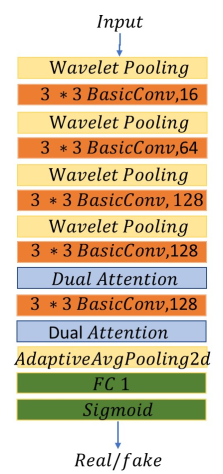 Input
Wavelet Pooling
3 * 3 BasicConv,16
Wavelet Pooling
3 * 3 BasicConv,64
Wavelet Pooling
3 * 3 BasicConv, 128
Wavelet Pooling
3 * 3 BasicConv,128
Dual Attention
3 * 3 BasicConv,128
Dual Attention
AdaptiveAvgPooling2d
FC 1
Sigmoid
Real/fake